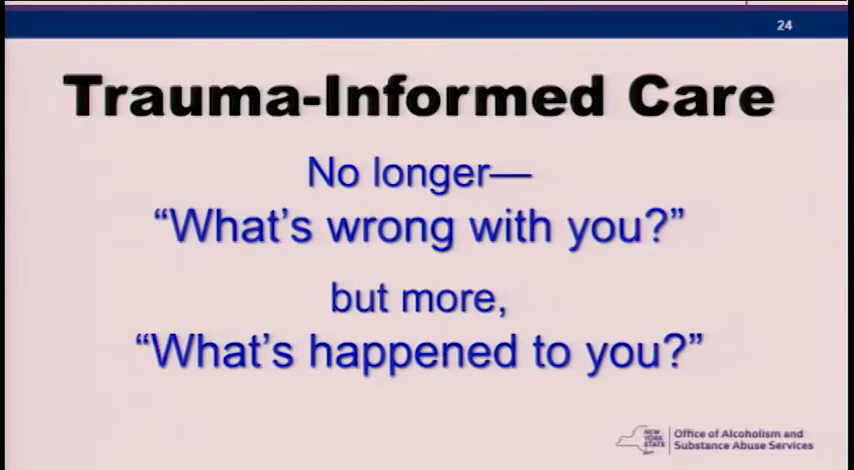 24
Trauma-Informed Care
No longer—
“What’s wrong with you?”
but more,
“What’s happened to you?”
NEW
YORK
STATE
Office of Alcoholism and
Substance Abuse Services